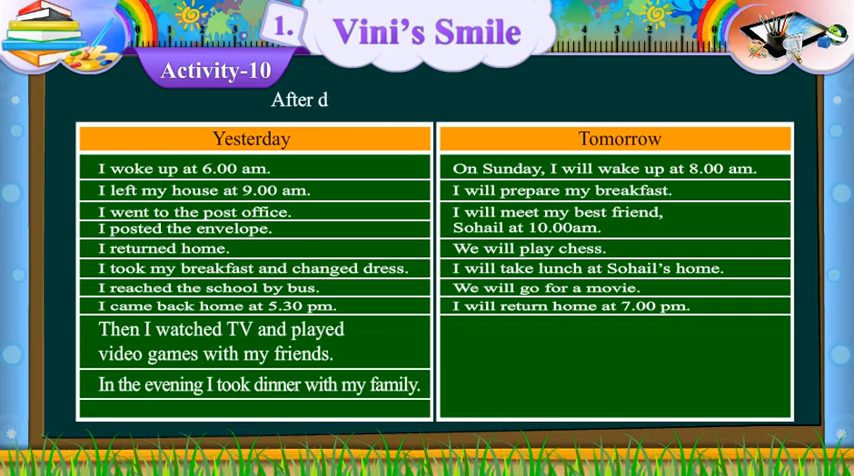 1.
Vini's Smile
Activity-10
After d
Yesterday
I woke up at 6.00 am.
I left my house at 9.00 am.
I went to the post office.
I posted the envelope.
I returned home.
I took my breakfast and changed dress.
I reached the school by bus.
I came back home at 5.30 pm.
Then I watched TV and played
video games with my friends.
In the evening I took dinner with my family.
Tomorrow
On Sunday, I will wake up at 8.00 am.
I will prepare my breakfast.
I will meet my best friend,
Sohail at 10.00am.
We will play chess.
I will take lunch at Sohail's home.
We will go for a movie.
I will return home at 7.00 pm.